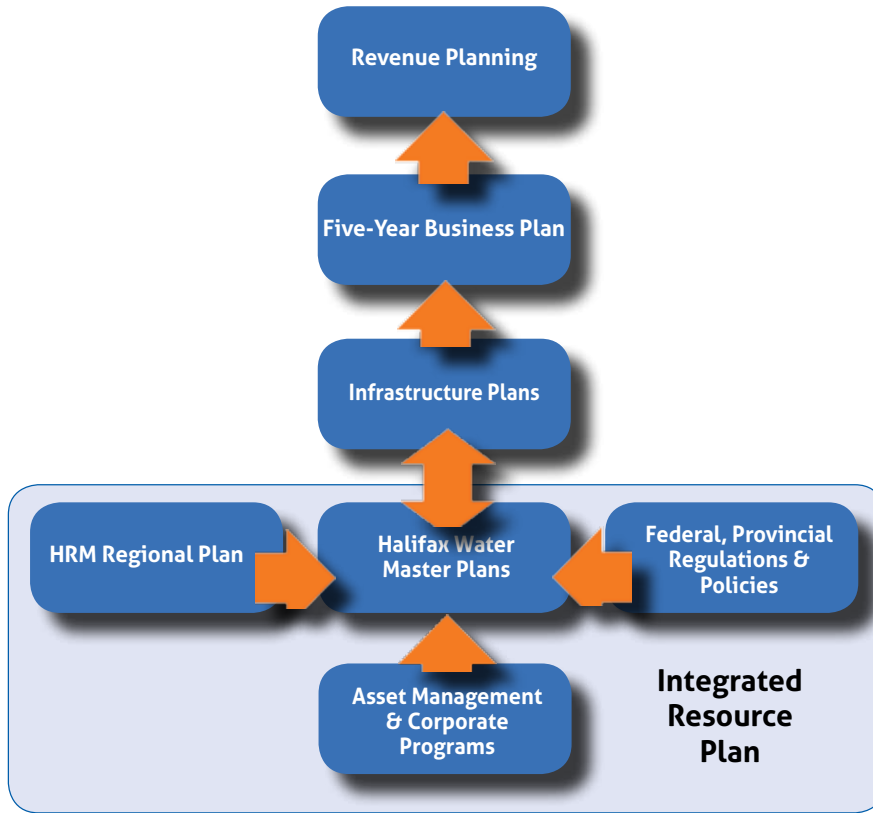 Revenue Planning
Five-Year Business Plan
Infrastructure Plans
HRM Regional Plan
Halifax Water
Master Plans
Federal, Provincial
Regulations &
Policies
Asset Management
& Corporate
Programs
Integrated
Resource
Plan